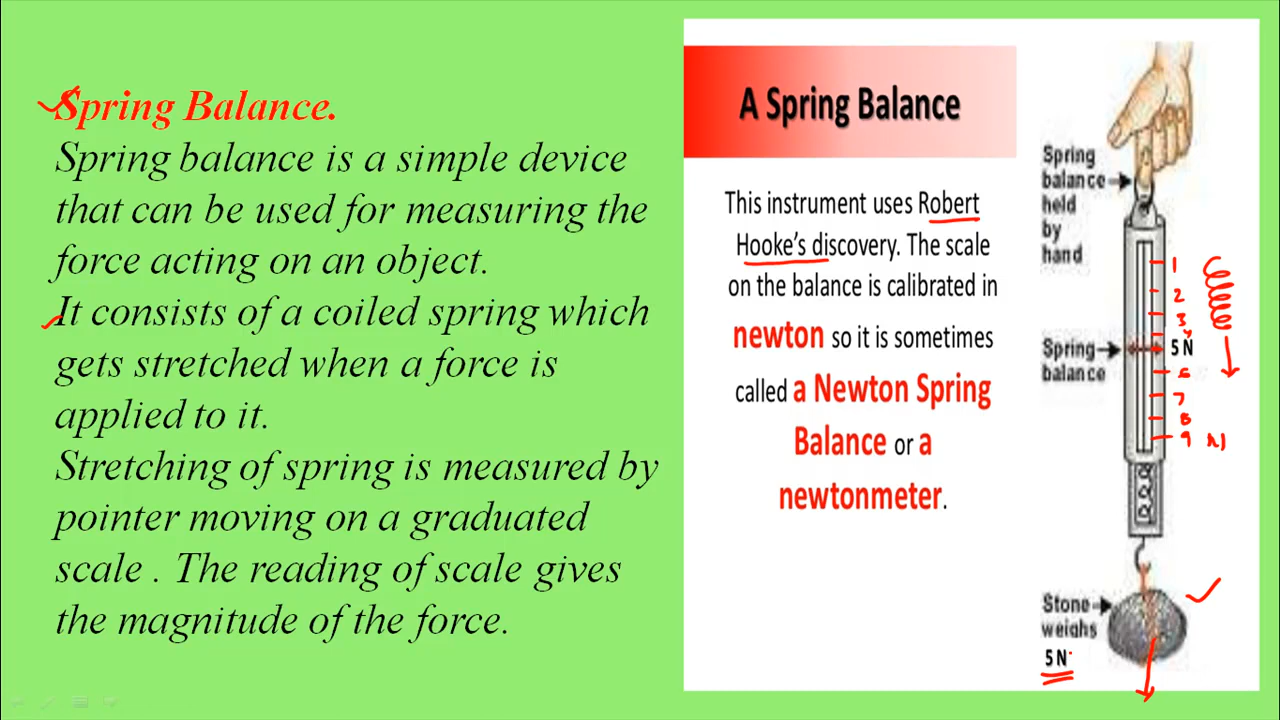 Spring Balance.
Spring balance is a simple device
that can be used for measuring the
force acting on an object.
It consists of a coiled spring which
gets stretched when a force is
applied to it.
Stretching of spring is measured by
pointer moving on a graduated
scale . The reading of scale gives
the magnitude of the force.
A Spring Balance
This instrument uses Robert
Hooke's discovery. The scale
on the balance is calibrated in
newton so it is sometimes
called a Newton Spring
Balance or a
newtonmeter.
Spring
balance
held
by
hand
1
2
3
4
Spring
balance
5 N
6
7
8
9 N
Stone
weighs
5 N